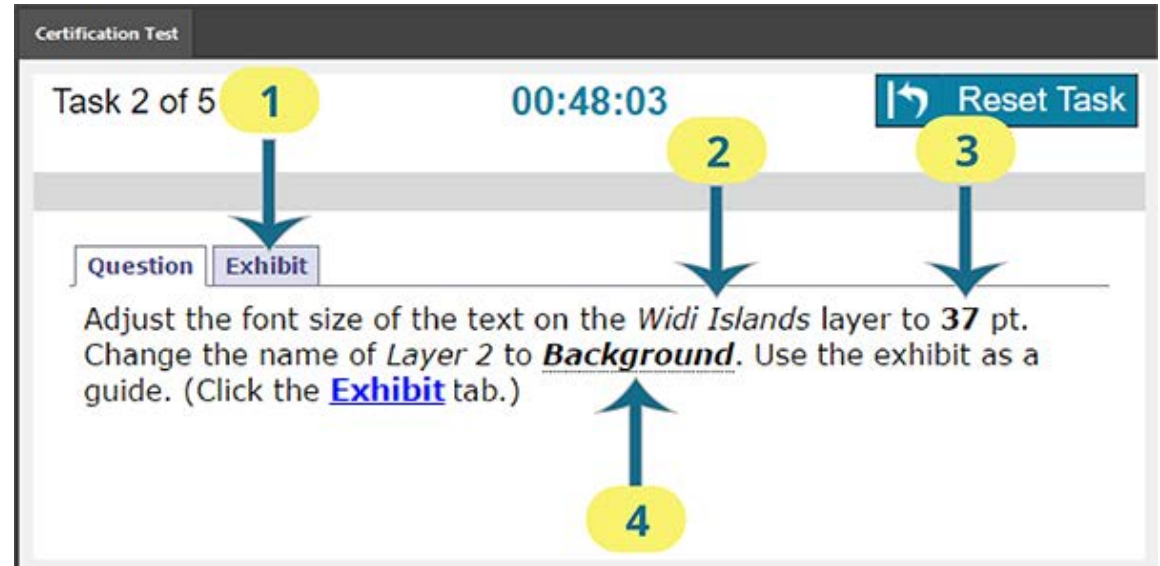 Certification Test
Task 2 of 5
1
00:48:03
Reset Task
2
3
Question
Exhibit
Adjust the font size of the text on the Widi Islands layer to 37 pt.
Change the name of Layer 2 to Background. Use the exhibit as a
guide. (Click the Exhibit tab.)
4